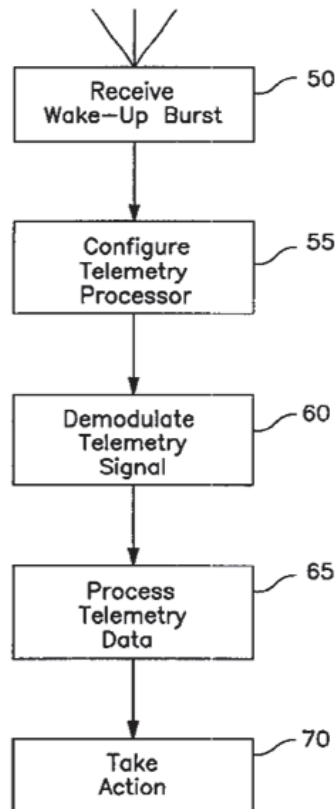 50
Receive
Wake-Up Burst
55
Configure
Telemetry
Processor
60
Demodulate
Telemetry
Signal
65
Process
Telemetry
Data
70
Take
Action